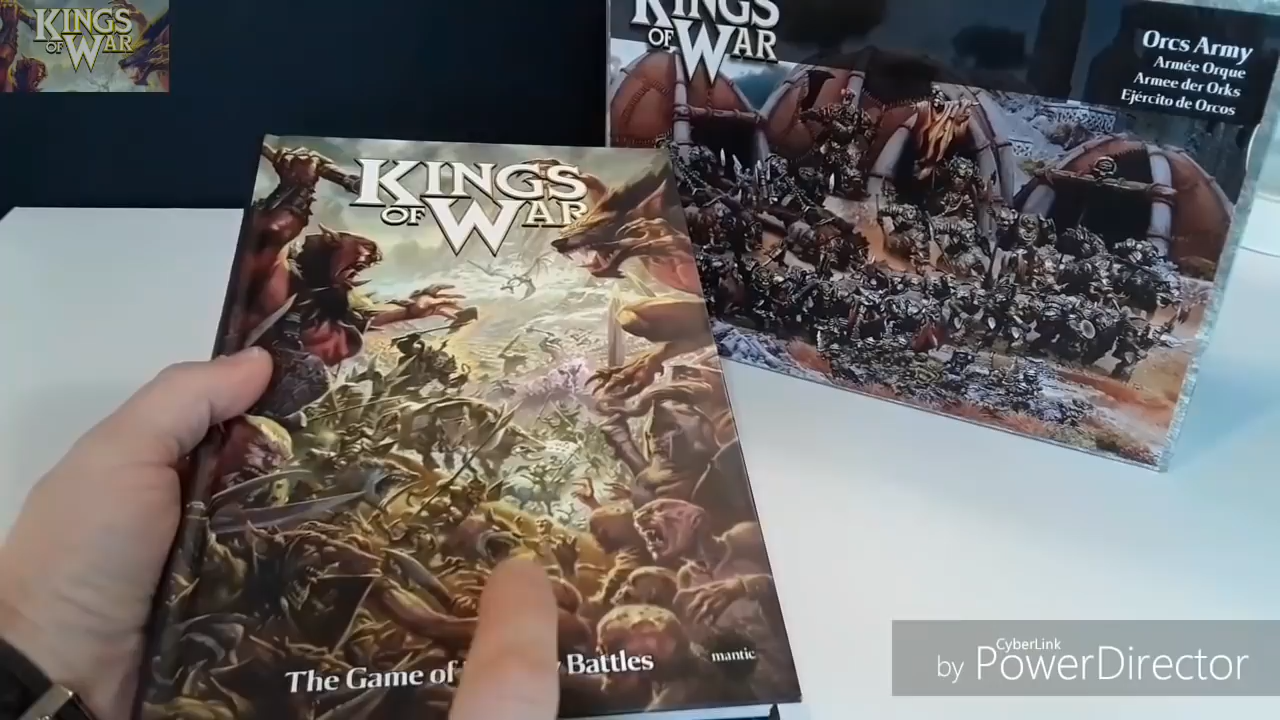 KINGS
OF WAR
KINGS
OF WAR
Orcs Army
Armée Orque
Armee der Orks
Ejército de Orcos
KINGS
OF WAR
The Game of Battles
mantic
CyberLink
by PowerDirector